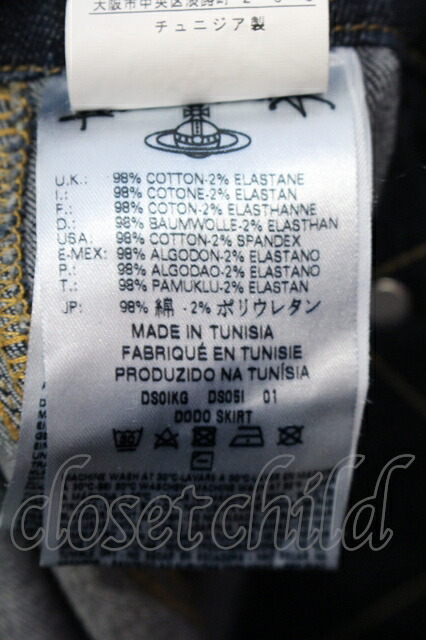 チュニジア製
U.K.: 98% COTTON-2% ELASTANE
I.: 98% COTONE-2% ELASTAN
F.: 98% COTON-2% ELASTHANNE
D.: 98% BAUMWOLLE-2% ELASTHAN
USA: 98% COTTON-2% SPANDEX
E-MEX: 98% ALGODON-2% ELASTANO
P.: 98% ALGODAO-2% ELASTANO
T.: 98% PAMUKLU-2% ELASTAN
JP: 98% 綿 -2% ポリウレタン
MADE IN TUNISIA
FABRIQUÉ EN TUNISIE
PRODUZIDO NA TUNÍSIA
DS01KG DS05I 01
DODO SKIRT
closetchild